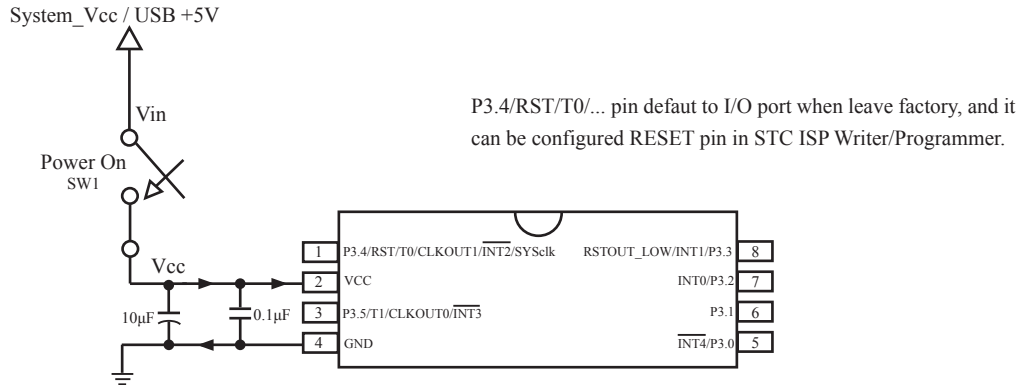 System_Vcc / USB +5V
Vin
P3.4/RST/T0/... pin defaut to I/O port when leave factory, and it
can be configured RESET pin in STC ISP Writer/Programmer.
Power On
SW1
Vcc
10μF
0.1μF
1 P3.4/RST/T0/CLKOUT1/INT2/SYSclk RSTOUT_LOW/INT1/P3.3 8
2 VCC INT0/P3.2 7
3 P3.5/T1/CLKOUT0/INT3 P3.1 6
4 GND INT4/P3.0 5